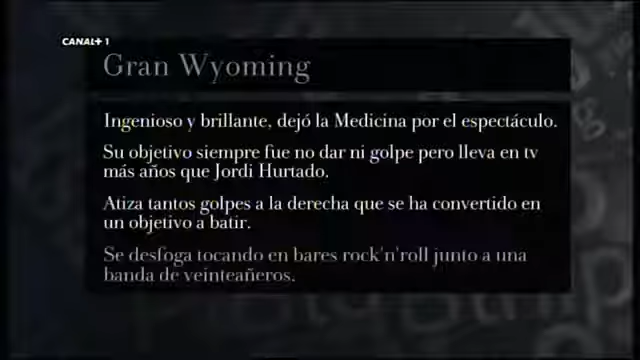 CANAL+ 1
Gran Wyoming
Ingenioso y brillante, dejó la Medicina por el espectáculo.
Su objetivo siempre fue no dar ni golpe pero lleva en tv
más años que Jordi Hurtado.
Atiza tantos golpes a la derecha que se ha convertido en
un objetivo a batir.
Se desfoga tocando en bares rock'n'roll junto a una
banda de veinteañeros.